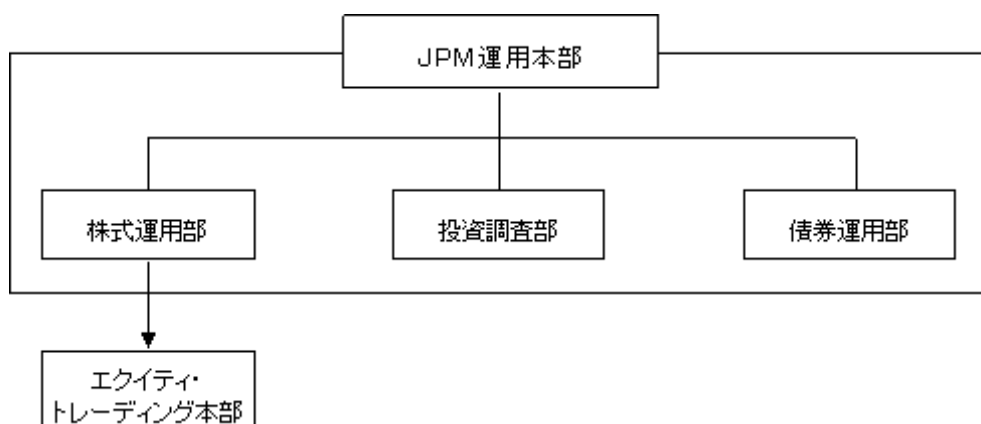 JPM運用本部
株式運用部
投資調査部
債券運用部
エクイティ・
トレーディング本部